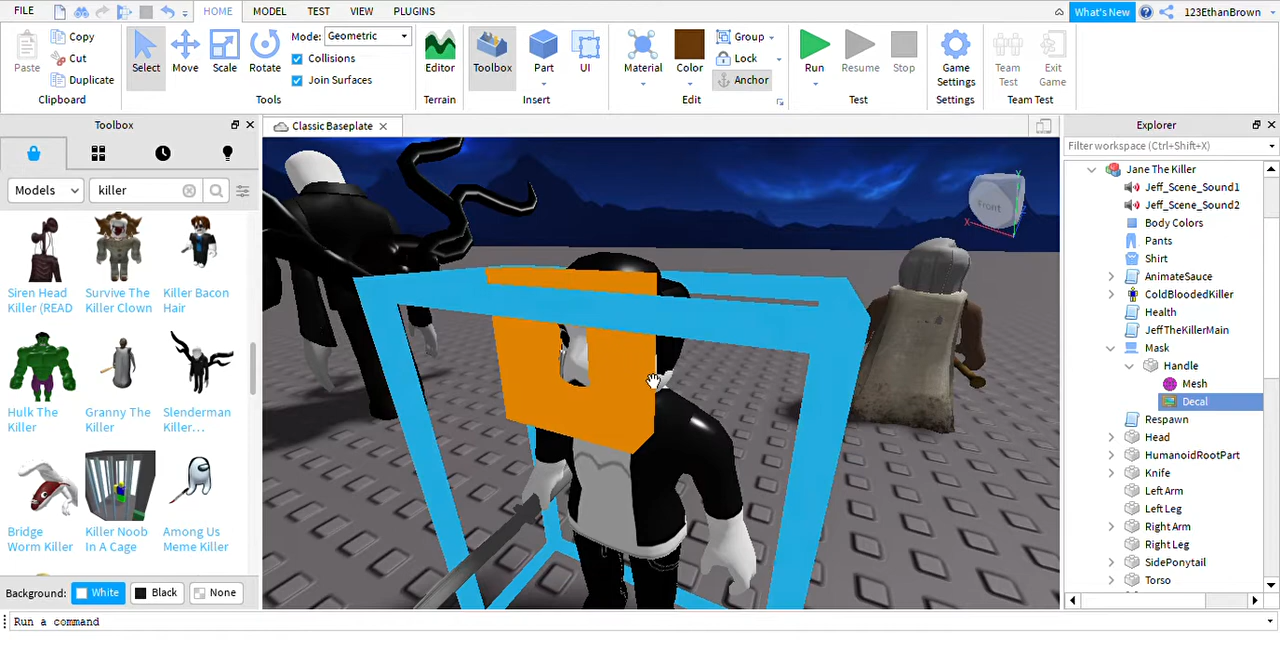 FILE HOME MODEL TEST VIEW PLUGINS What's New 123EthanBrown
Paste Copy Cut Duplicate Clipboard
Select Move Scale Rotate Mode: Geometric Collisions Join Surfaces Tools
Editor Terrain
Toolbox Part UI Insert
Material Color Group Lock Anchor Edit
Run Resume Stop Test
Game Settings Settings
Team Test Exit Game Team Test
Toolbox
Classic Baseplate
Explorer
Models killer
Filter workspace (Ctrl+Shift+X)
Siren Head Killer (READ
Survive The Killer Clown
Killer Bacon Hair
Hulk The Killer
Granny The Killer
Slenderman Killer...
Bridge Worm Killer
Killer Noob In A Cage
Among Us Meme Killer
Background: White Black None
Front
X
Y
Jane The Killer
Jeff_Scene_Sound1
Jeff_Scene_Sound2
Body Colors
Pants
Shirt
AnimateSauce
ColdBloodedKiller
Health
JeffTheKillerMain
Mask
Handle
Mesh
Decal
Respawn
Head
HumanoidRootPart
Knife
Left Arm
Left Leg
Right Arm
Right Leg
SidePonytail
Torso
Run a command